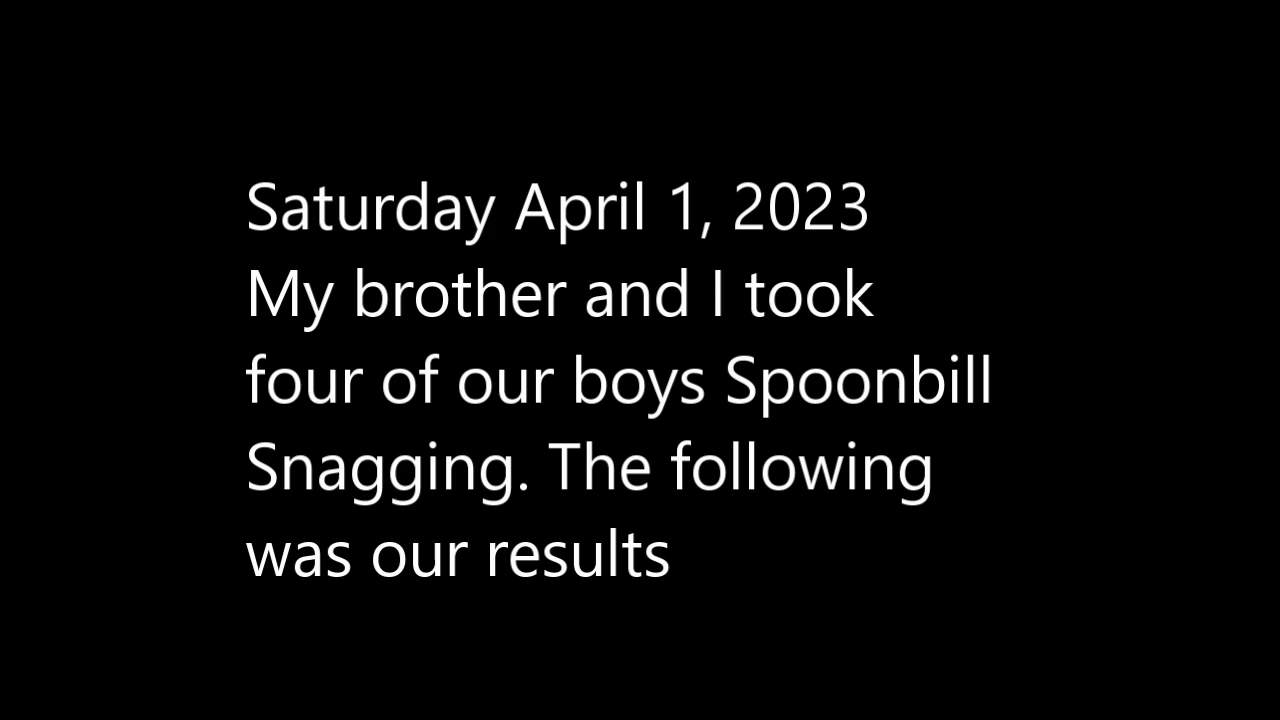 Saturday April 1, 2023
My brother and I took
four of our boys Spoonbill
Snagging. The following
was our results